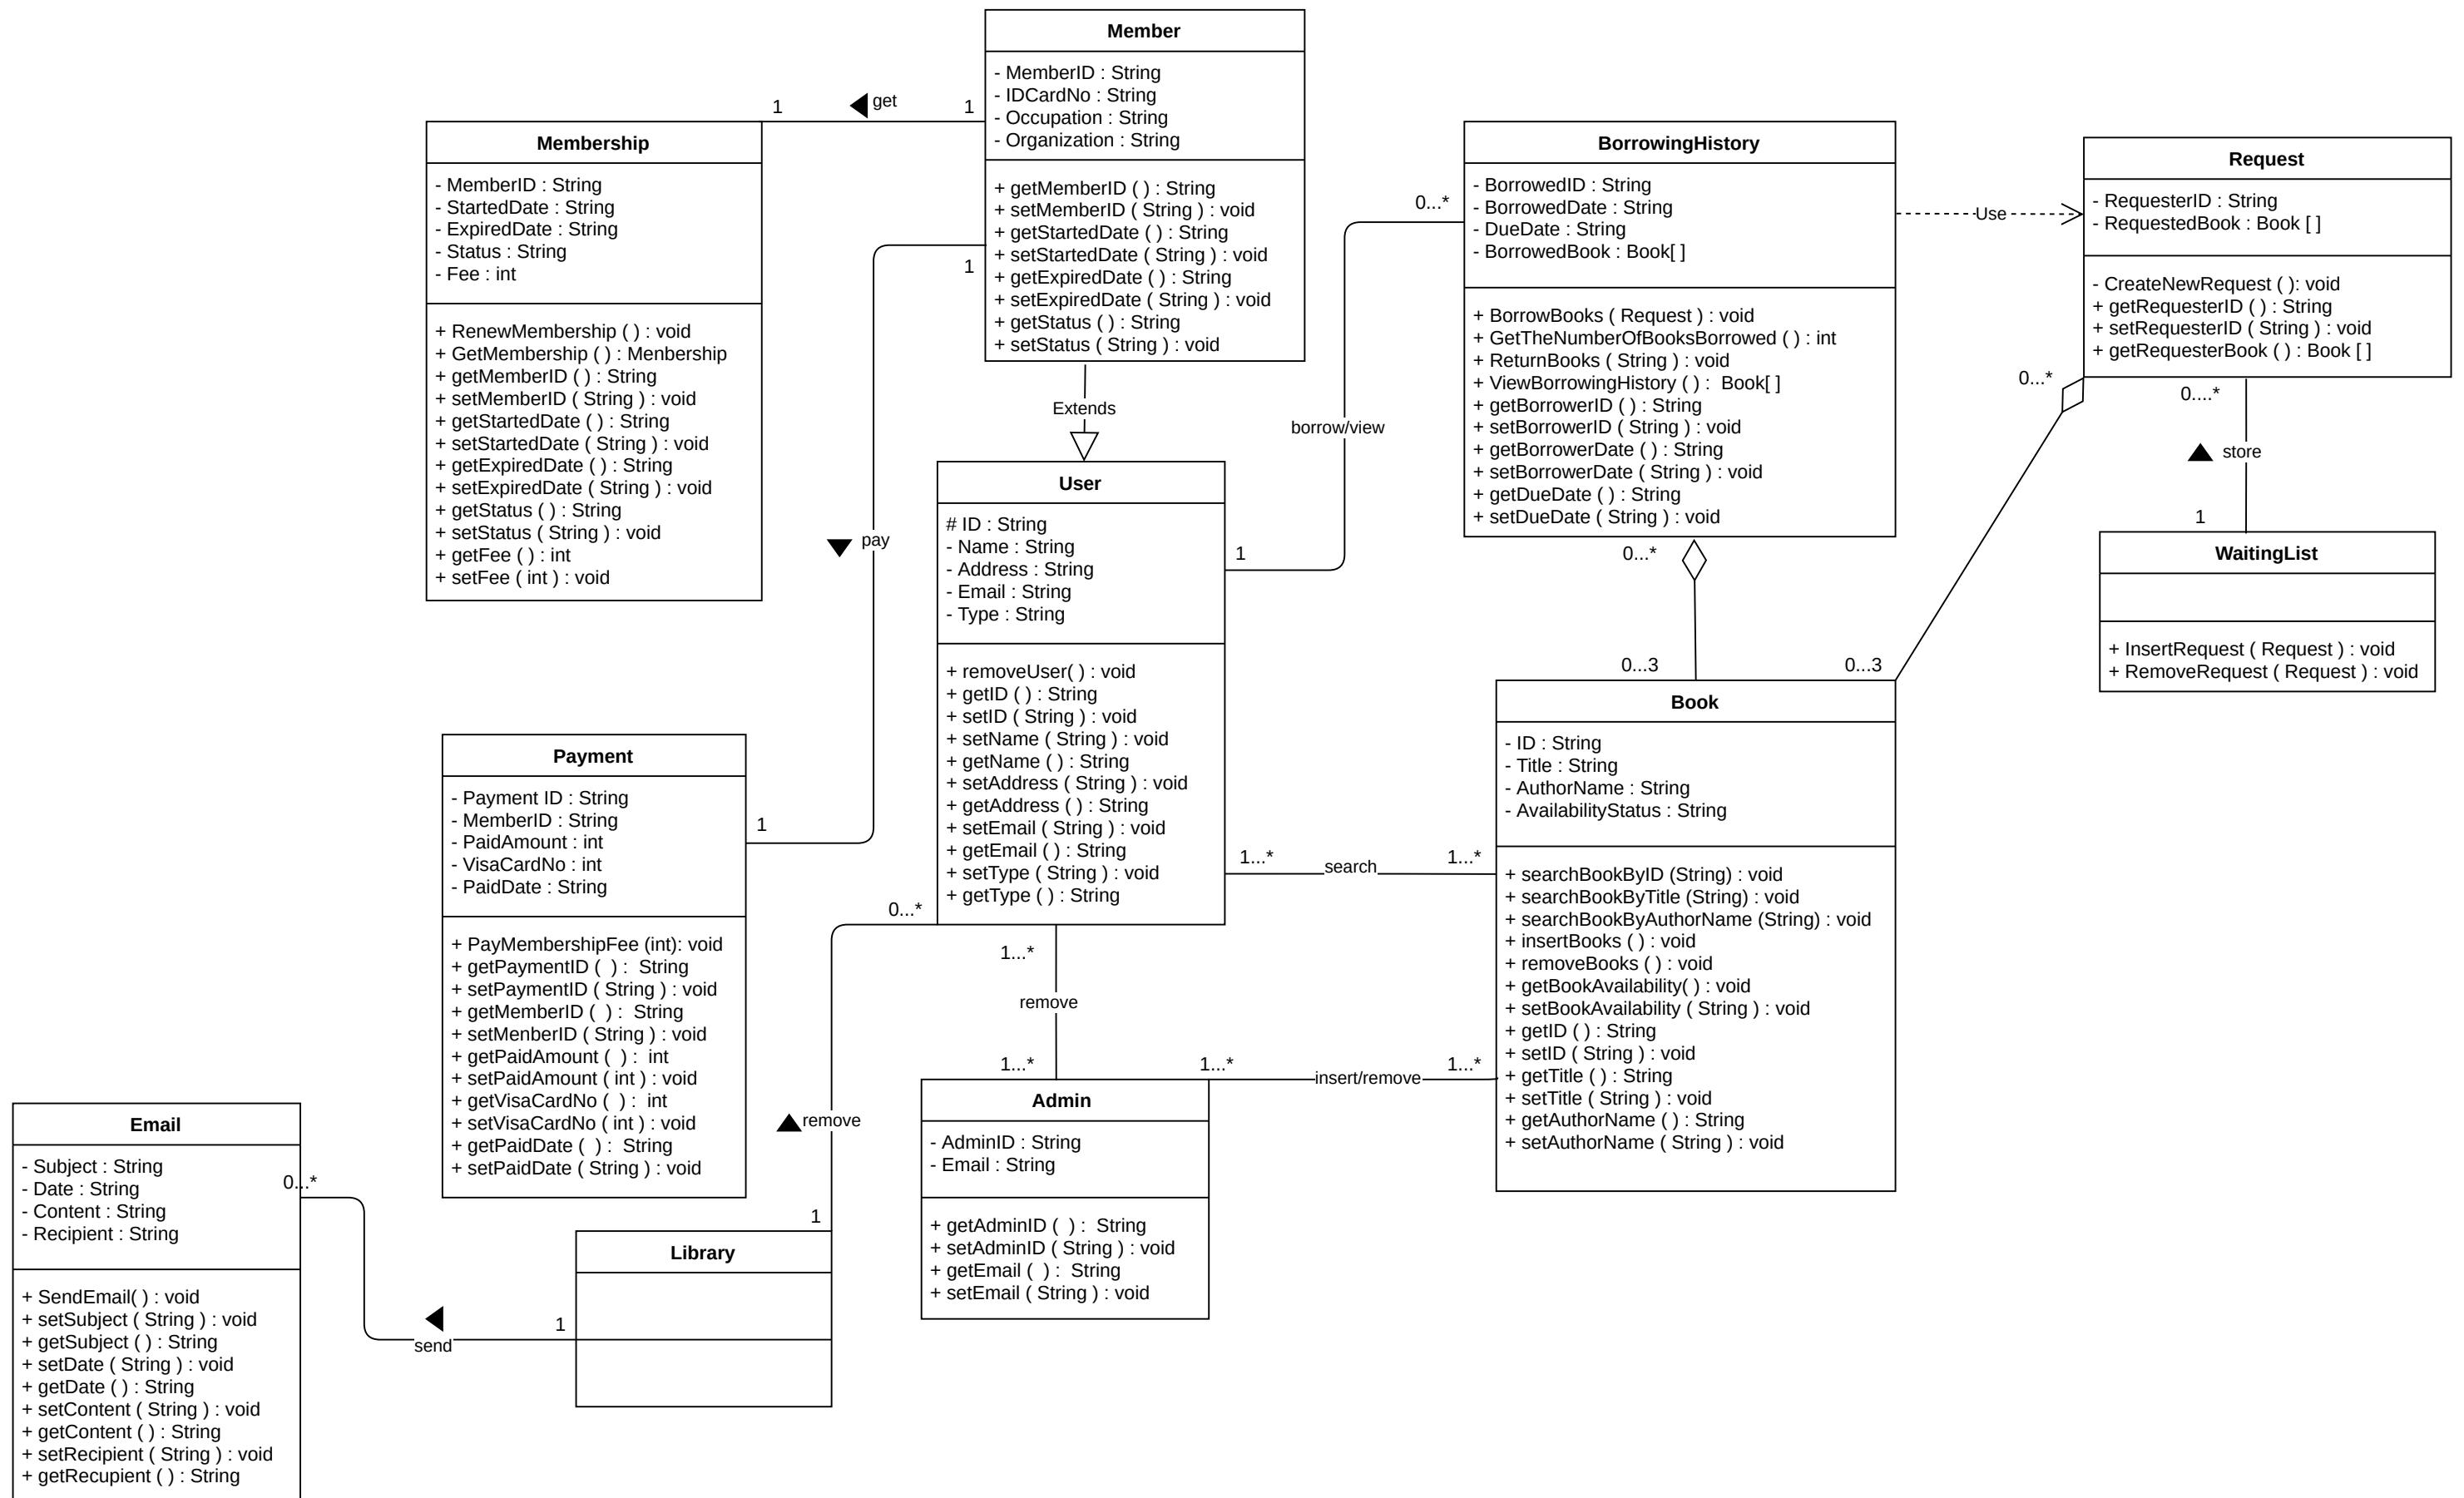 Member
- MemberID : String
- IDCardNo : String
- Occupation : String
- Organization : String
+ getMemberID ( ) : String
+ setMemberID ( String ) : void
+ getStartedDate ( ) : String
+ setStartedDate ( String ) : void
+ getExpiredDate ( ) : String
+ setExpiredDate ( String ) : void
+ getStatus ( ) : String
+ setStatus ( String ) : void
1
get
1
Membership
- MemberID : String
- StartedDate : String
- ExpiredDate : String
- Status : String
- Fee : int
+ RenewMembership ( ) : void
+ GetMembership ( ) : Menbership
+ getMemberID ( ) : String
+ setMemberID ( String ) : void
+ getStartedDate ( ) : String
+ setStartedDate ( String ) : void
+ getExpiredDate ( ) : String
+ setExpiredDate ( String ) : void
+ getStatus ( ) : String
+ setStatus ( String ) : void
+ getFee ( ) : int
+ setFee ( int ) : void
BorrowingHistory
- BorrowedID : String
- BorrowedDate : String
- DueDate : String
- BorrowedBook : Book[ ]
+ BorrowBooks ( Request ) : void
+ GetTheNumberOfBooksBorrowed ( ) : int
+ ReturnBooks ( String ) : void
+ ViewBorrowingHistory ( ) :  Book[ ]
+ getBorrowerID ( ) : String
+ setBorrowerID ( String ) : void
+ getBorrowerDate ( ) : String
+ setBorrowerDate ( String ) : void
+ getDueDate ( ) : String
+ setDueDate ( String ) : void
Use
Request
- RequesterID : String
- RequestedBook : Book [ ]
- CreateNewRequest ( ): void
+ getRequesterID ( ) : String
+ setRequesterID ( String ) : void
+ getRequesterBook ( ) : Book [ ]
0...*
1
0...*
0....*
Extends
borrow/view
store
1
User
# ID : String
- Name : String
- Address : String
- Email : String
- Type : String
+ removeUser( ) : void
+ getID ( ) : String
+ setID ( String ) : void
+ setName ( String ) : void
+ getName ( ) : String
+ setAddress ( String ) : void
+ getAddress ( ) : String
+ setEmail ( String ) : void
+ getEmail ( ) : String
+ setType ( String ) : void
+ getType ( ) : String
pay
1
0...*
WaitingList
+ InsertRequest ( Request ) : void
+ RemoveRequest ( Request ) : void
0...3
0...3
Book
- ID : String
- Title : String
- AuthorName : String
- AvailabilityStatus : String
+ searchBookByID (String) : void
+ searchBookByTitle (String) : void
+ searchBookByAuthorName (String) : void
+ insertBooks ( ) : void
+ removeBooks ( ) : void
+ getBookAvailability( ) : void
+ setBookAvailability ( String ) : void
+ getID ( ) : String
+ setID ( String ) : void
+ getTitle ( ) : String
+ setTitle ( String ) : void
+ getAuthorName ( ) : String
+ setAuthorName ( String ) : void
Payment
- Payment ID : String
- MemberID : String
- PaidAmount : int
- VisaCardNo : int
- PaidDate : String
+ PayMembershipFee (int): void
+ getPaymentID (  ) :  String
+ setPaymentID ( String ) : void
+ getMemberID (  ) :  String
+ setMenberID ( String ) : void
+ getPaidAmount (  ) :  int
+ setPaidAmount ( int ) : void
+ getVisaCardNo (  ) :  int
+ setVisaCardNo ( int ) : void
+ getPaidDate (  ) :  String
+ setPaidDate ( String ) : void
1
1...*
search
1...*
0...*
1...*
remove
1...*
1...*
insert/remove
1...*
Admin
- AdminID : String
- Email : String
+ getAdminID (  ) :  String
+ setAdminID ( String ) : void
+ getEmail (  ) :  String
+ setEmail ( String ) : void
remove
1
Library
1
send
0...*
Email
- Subject : String
- Date : String
- Content : String
- Recipient : String
+ SendEmail( ) : void
+ setSubject ( String ) : void
+ getSubject ( ) : String
+ setDate ( String ) : void
+ getDate ( ) : String
+ setContent ( String ) : void
+ getContent ( ) : String
+ setRecipient ( String ) : void
+ getRecupient ( ) : String